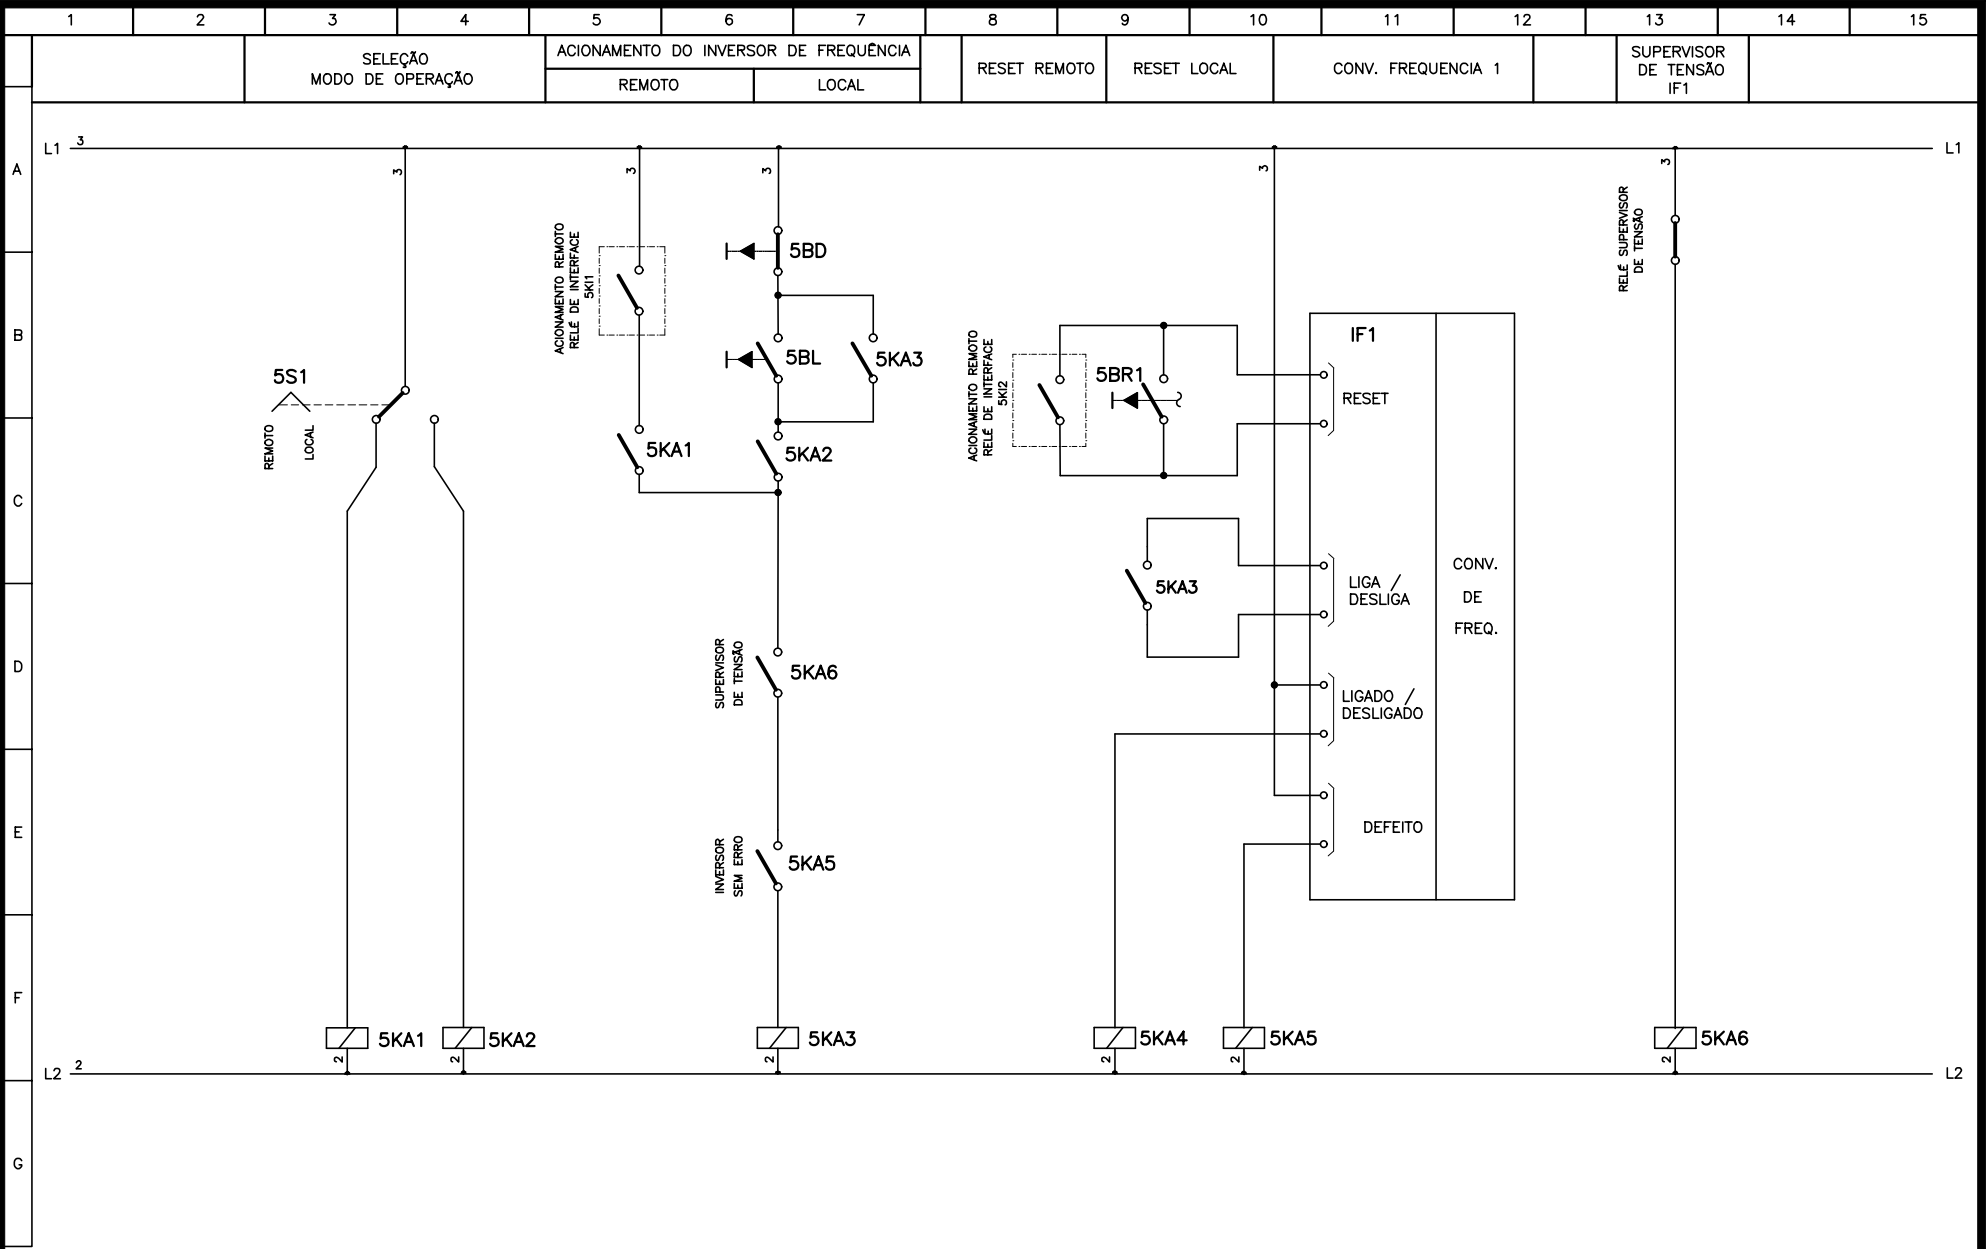 1 2 3 4 5 6 7 8 9 10 11 12 13 14 15
SELEÇÃO
MODO DE OPERAÇÃO
ACIONAMENTO DO INVERSOR DE FREQUÊNCIA
REMOTO
LOCAL
RESET REMOTO
RESET LOCAL
CONV. FREQUENCIA 1
SUPERVISOR
DE TENSÃO
IF1
A
B
C
D
E
F
G
L1 3
L1
3
3
3
3
3
5S1
REMOTO
LOCAL
ACIONAMENTO REMOTO
RELÉ DE INTERFACE
5KI1
5BD
5BL
5KA3
5KA1
5KA2
SUPERVISOR
DE TENSÃO
5KA6
INVERSOR
SEM ERRO
5KA5
ACIONAMENTO REMOTO
RELÉ DE INTERFACE
5KI2
5BR1
5KA3
IF1
RESET
LIGA /
DESLIGA
LIGADO /
DESLIGADO
DEFEITO
CONV.
DE
FREQ.
RELÉ SUPERVISOR
DE TENSÃO
5KA1
5KA2
5KA3
5KA4
5KA5
5KA6
2
2
2
2
2
2
L2 2
L2